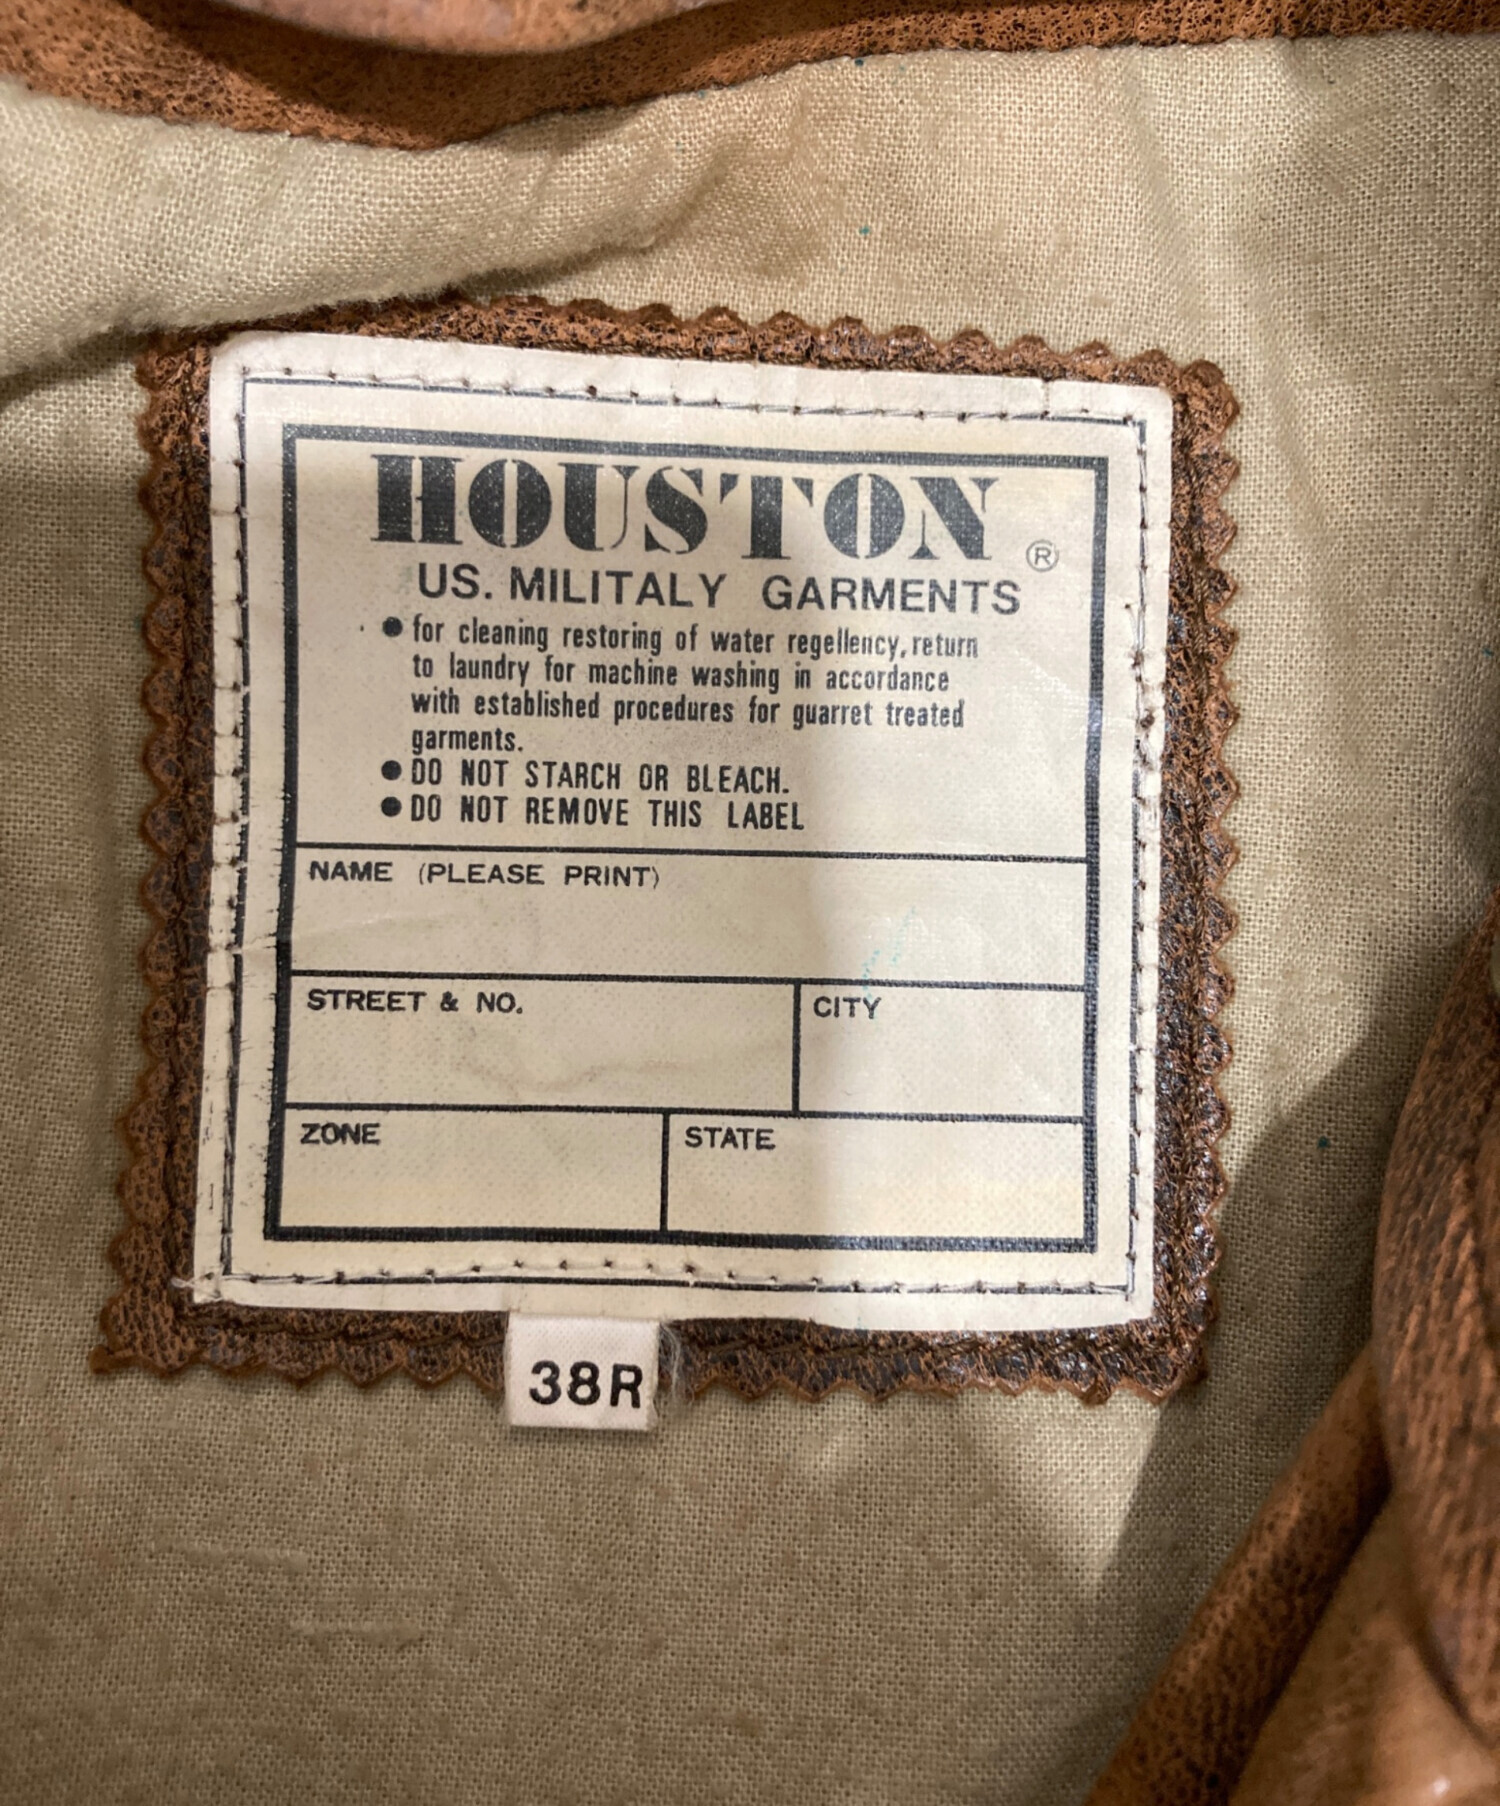 HOUSTON ®
US. MILITALY GARMENTS
● for cleaning restoring of water regellency, return
to laundry for machine washing in accordance
with established procedures for guarret treated
garments.
● DO NOT STARCH OR BLEACH.
● DO NOT REMOVE THIS LABEL
NAME (PLEASE PRINT)
STREET & NO. CITY
ZONE STATE
38R